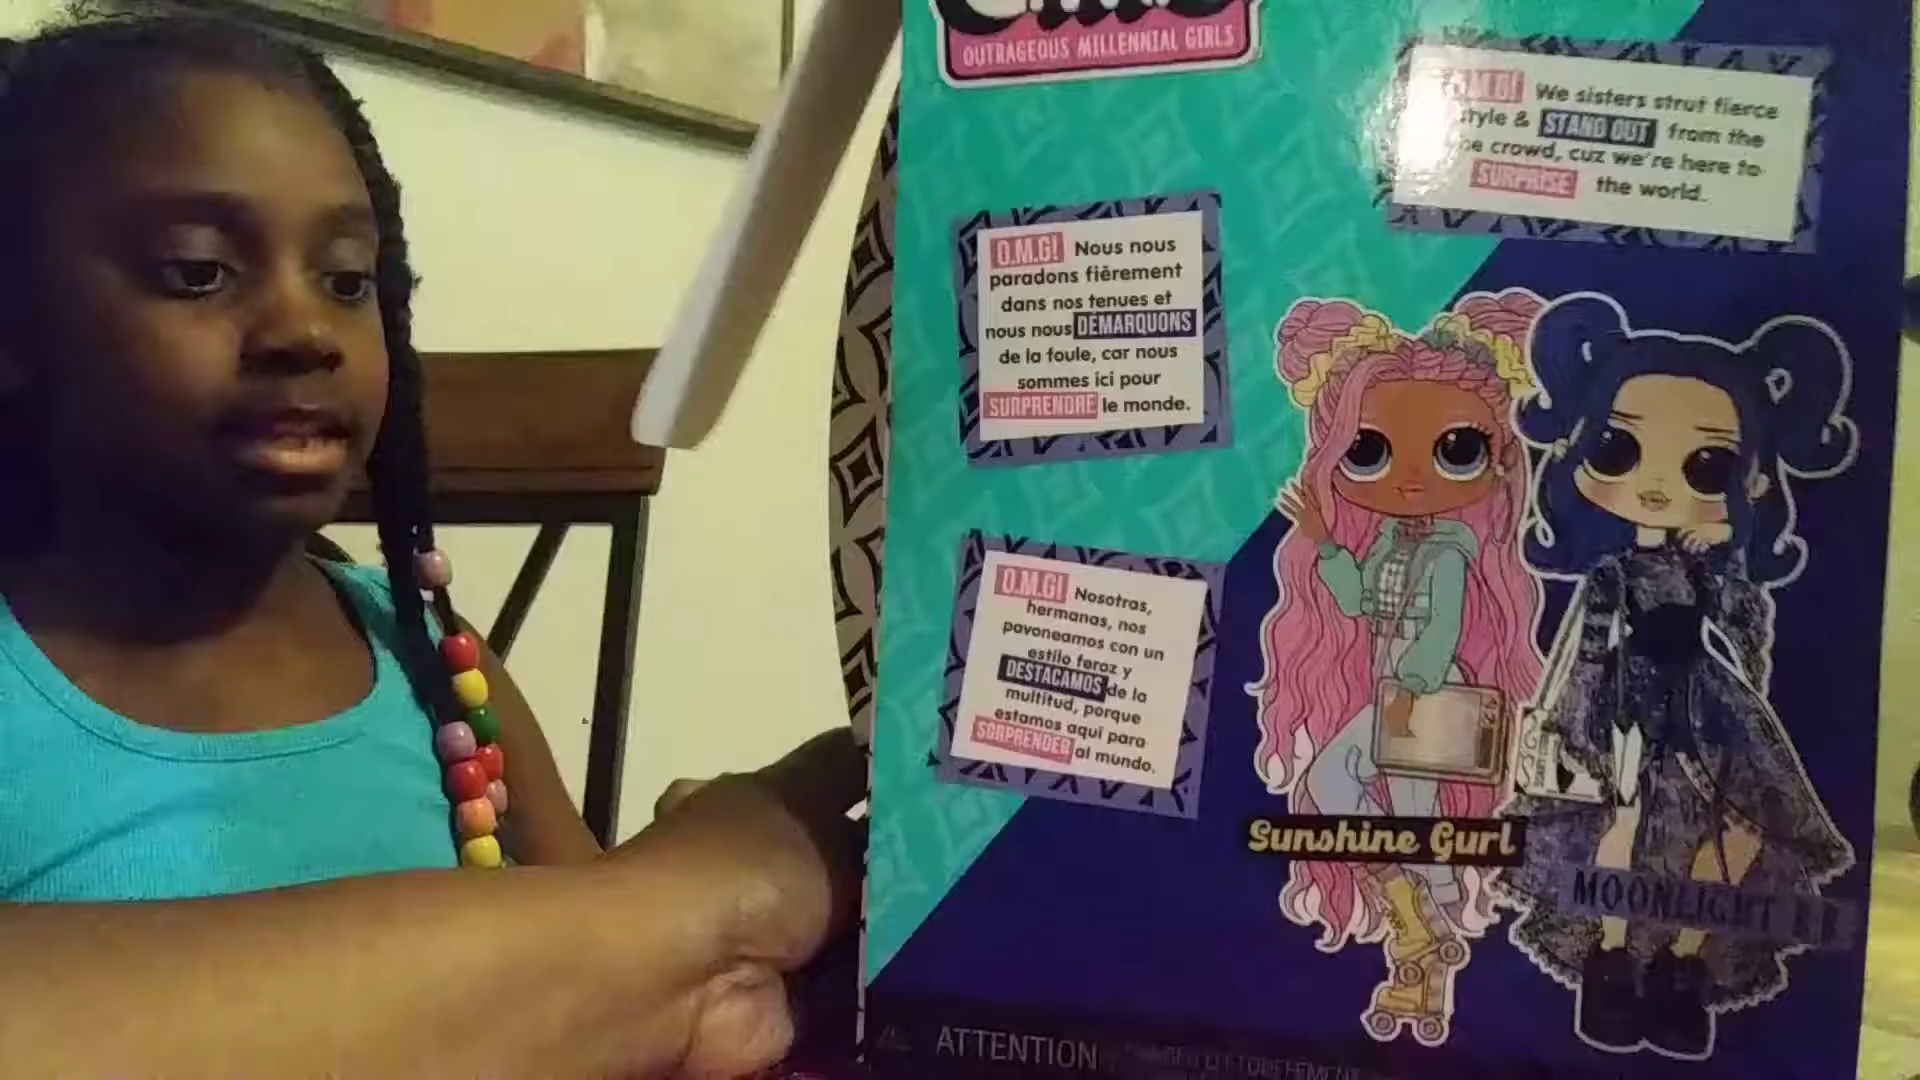 OUTRAGEOUS MILLENNIAL GIRLS
O.M.G! We sisters strut fierce
style & STAND OUT from the
crowd, cuz we're here to
SURPRISE the world.
O.M.G! Nous nous
paradons fièrement
dans nos tenues et
nous nous DÉMARQUONS
de la foule, car nous
sommes ici pour
SURPRENDRE le monde.
O.M.G! Nosotras,
hermanas, nos
pavoneamos con un
estilo feroz y
DESTACAMOS de la
multitud, porque
estamos aquí para
SORPRENDER al mundo.
Sunshine Gurl
MOONLIGHT B.B.
ATTENTION